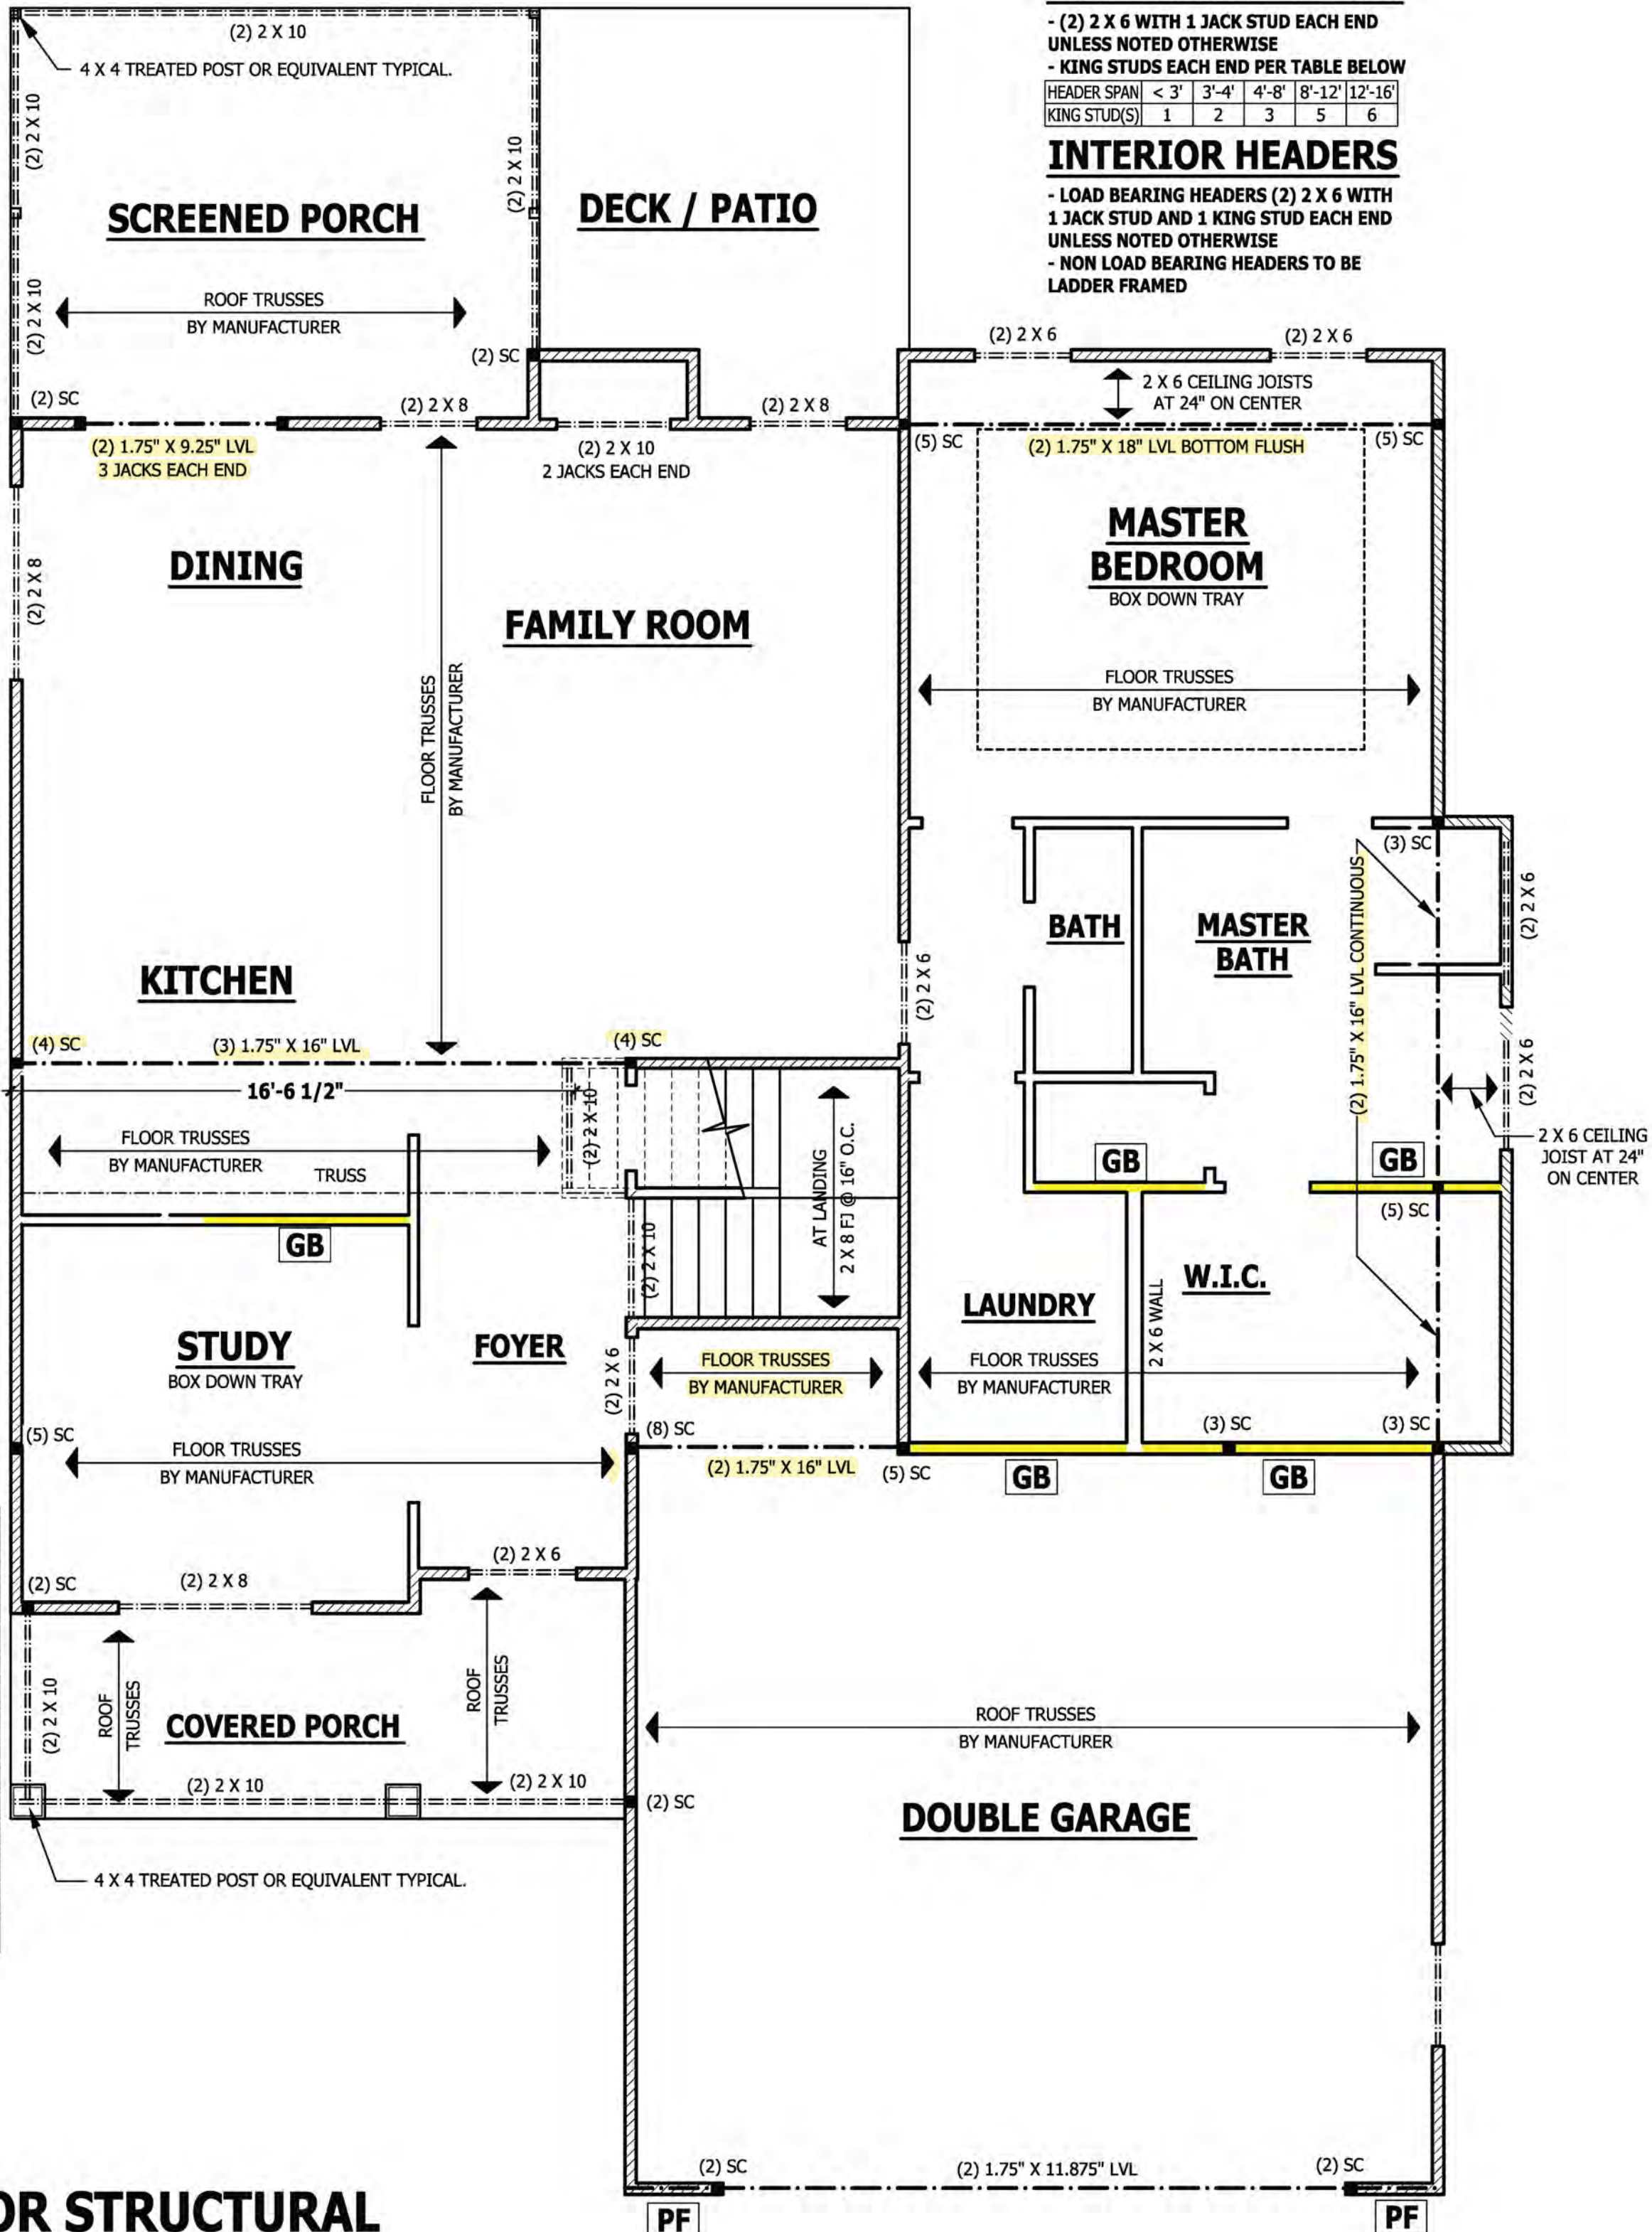 - (2) 2 X 6 WITH 1 JACK STUD EACH END
UNLESS NOTED OTHERWISE
- KING STUDS EACH END PER TABLE BELOW
HEADER SPAN < 3' 3'-4' 4'-8' 8'-12' 12'-16'
KING STUD(S) 1 2 3 5 6
INTERIOR HEADERS
- LOAD BEARING HEADERS (2) 2 X 6 WITH
1 JACK STUD AND 1 KING STUD EACH END
UNLESS NOTED OTHERWISE
- NON LOAD BEARING HEADERS TO BE
LADDER FRAMED
(2) 2 X 10
4 X 4 TREATED POST OR EQUIVALENT TYPICAL.
(2) 2 X 10
(2) 2 X 10
SCREENED PORCH
DECK / PATIO
(2) 2 X 10
ROOF TRUSSES
BY MANUFACTURER
(2) SC
(2) SC
(2) 2 X 6
(2) 2 X 6
2 X 6 CEILING JOISTS
AT 24" ON CENTER
(2) 2 X 8
(2) 2 X 8
(2) 1.75" X 9.25" LVL
3 JACKS EACH END
(2) 2 X 10
2 JACKS EACH END
(5) SC
(2) 1.75" X 18" LVL BOTTOM FLUSH
(5) SC
(2) 2 X 8
DINING
FAMILY ROOM
MASTER
BEDROOM
BOX DOWN TRAY
FLOOR TRUSSES
BY MANUFACTURER
FLOOR TRUSSES
BY MANUFACTURER
(3) SC
(2) 1.75" X 16" LVL CONTINUOUS
(2) 2 X 6
BATH
MASTER
BATH
KITCHEN
(2) 2 X 6
(4) SC
(3) 1.75" X 16" LVL
(4) SC
(2) 2 X 6
16'-6 1/2"
(2) 2 X 10
FLOOR TRUSSES
BY MANUFACTURER
TRUSS
AT LANDING
2 X 8 FJ @ 16" O.C.
2 X 6 CEILING
JOIST AT 24"
ON CENTER
GB
GB
(5) SC
GB
(2) 2 X 10
STUDY
BOX DOWN TRAY
FOYER
(2) 2 X 6
FLOOR TRUSSES
BY MANUFACTURER
LAUNDRY
2 X 6 WALL
W.I.C.
FLOOR TRUSSES
BY MANUFACTURER
(5) SC
FLOOR TRUSSES
BY MANUFACTURER
(8) SC
(2) 1.75" X 16" LVL
(5) SC
(3) SC
(3) SC
GB
GB
(2) 2 X 6
(2) SC
(2) 2 X 8
(2) 2 X 10
ROOF
TRUSSES
ROOF
TRUSSES
COVERED PORCH
(2) 2 X 10
(2) 2 X 10
(2) SC
ROOF TRUSSES
BY MANUFACTURER
DOUBLE GARAGE
4 X 4 TREATED POST OR EQUIVALENT TYPICAL.
(2) SC
(2) 1.75" X 11.875" LVL
(2) SC
PF
PF
OR STRUCTURAL